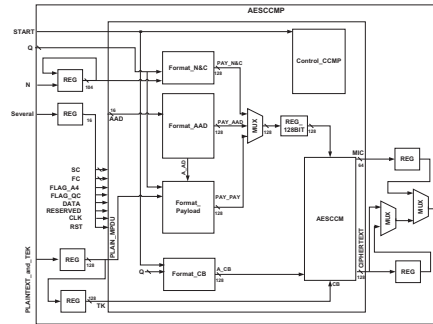 AESCCMP
START
Q
Format_N&C
PAY_N&C
128
Control_CCMP
REG
N
104
Several
REG
16
16
AAD
Format_AAD
PAY_AAD
128
MUX
128
REG_
128BIT
128
A_AD
SC
FC
FLAG_A4
FLAG_QC
DATA
RESERVED
CLK
RST
Format_
Payload
PAY_PAY
128
AESCCM
MIC
64
REG
MUX
MUX
PLAINTEXT_and_TEK
PLAIN_MPDU
REG
128
Format_CB
A_CB
128
Q
CB
CIPHERTEXT
128
REG
REG
128
TK